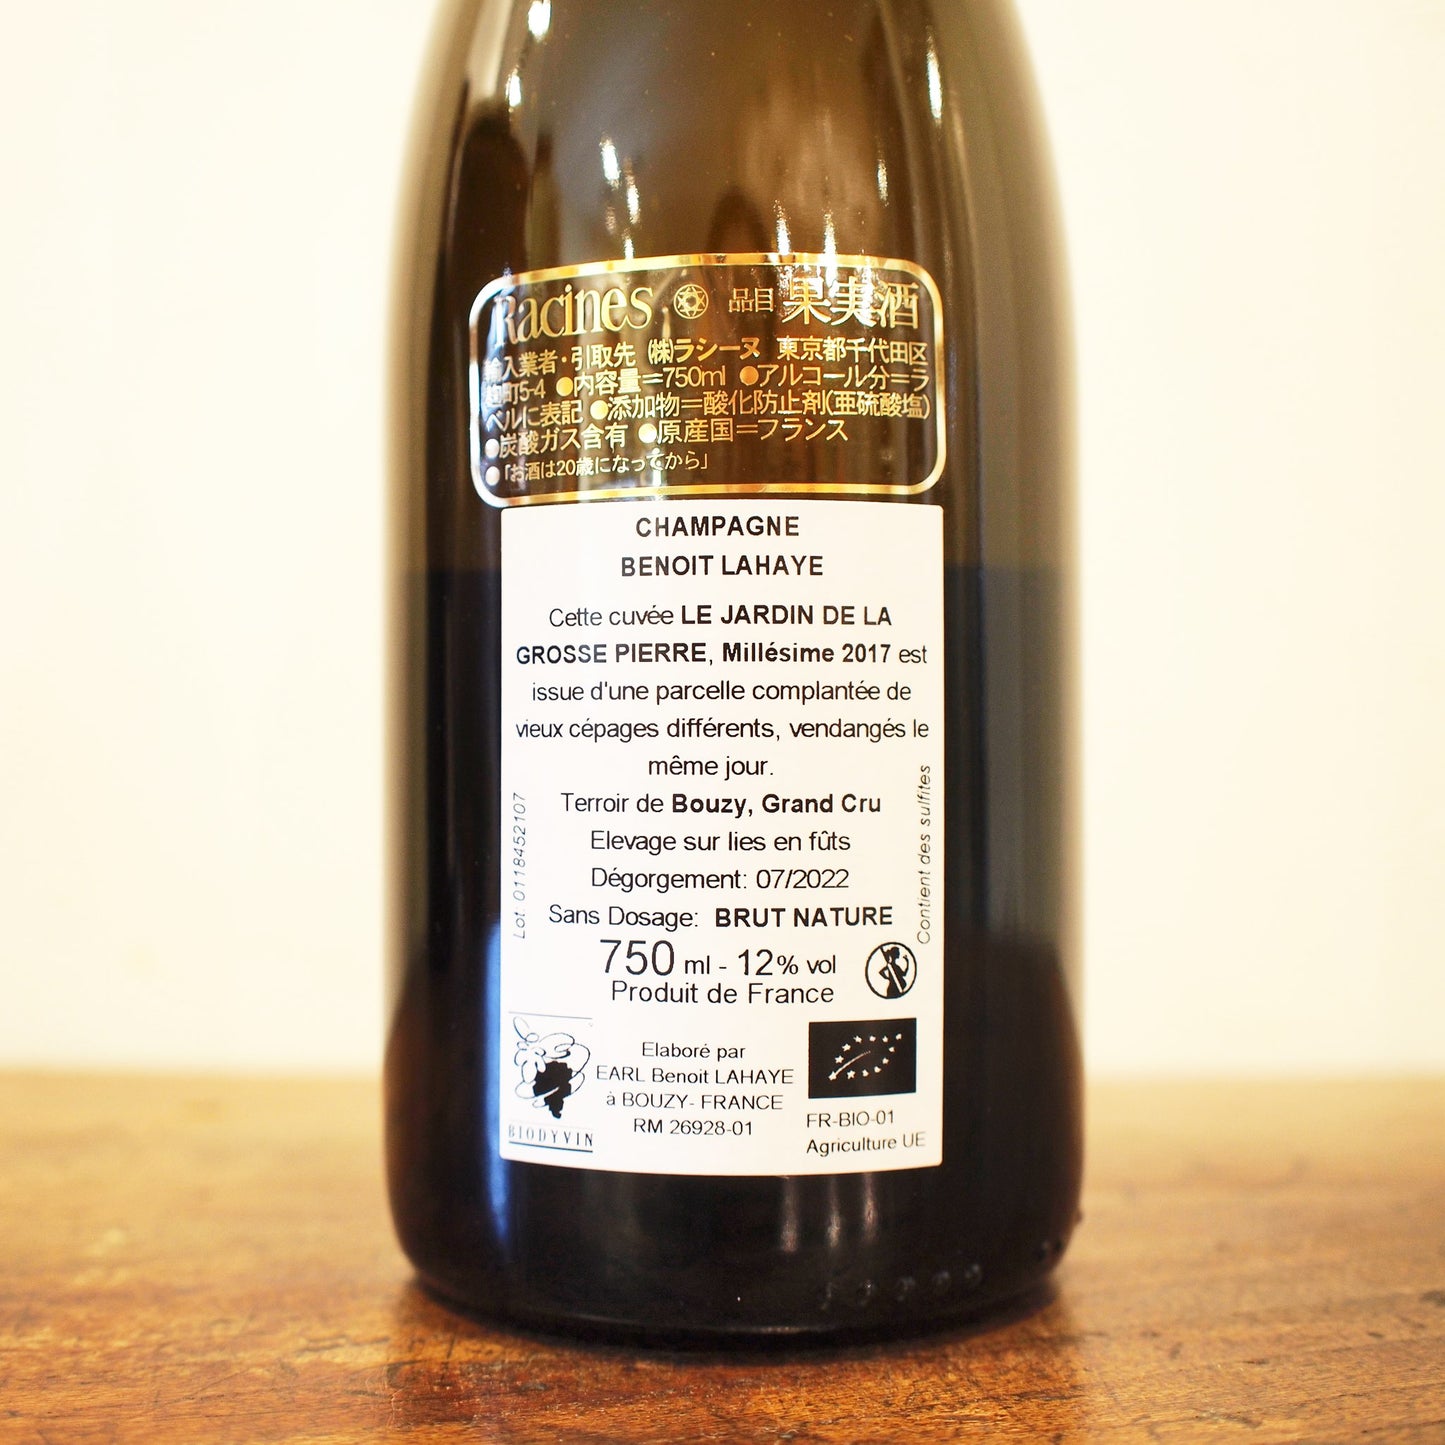 Racines 品目 果実酒
輸入業者・引取先 (株)ラシーヌ 東京都千代田区
麹町5-4 ●内容量=750ml ●アルコール分=ラ
ベルに表記 ●添加物=酸化防止剤(亜硫酸塩)
●炭酸ガス含有 ●原産国=フランス
●「お酒は20歳になってから」
CHAMPAGNE
BENOIT LAHAYE
Cette cuvée LE JARDIN DE LA
GROSSE PIERRE, Millésime 2017 est
issue d'une parcelle complantée de
vieux cépages différents, vendangés le
même jour.
Terroir de Bouzy, Grand Cru
Elevage sur lies en fûts
Dégorgement: 07/2022
Sans Dosage: BRUT NATURE
750 ml - 12% vol
Produit de France
Lot: 0118452107
Contient des sulfites
BIODYVIN
Elaboré par
EARL Benoit LAHAYE
à BOUZY- FRANCE
RM 26928-01
FR-BIO-01
Agriculture UE